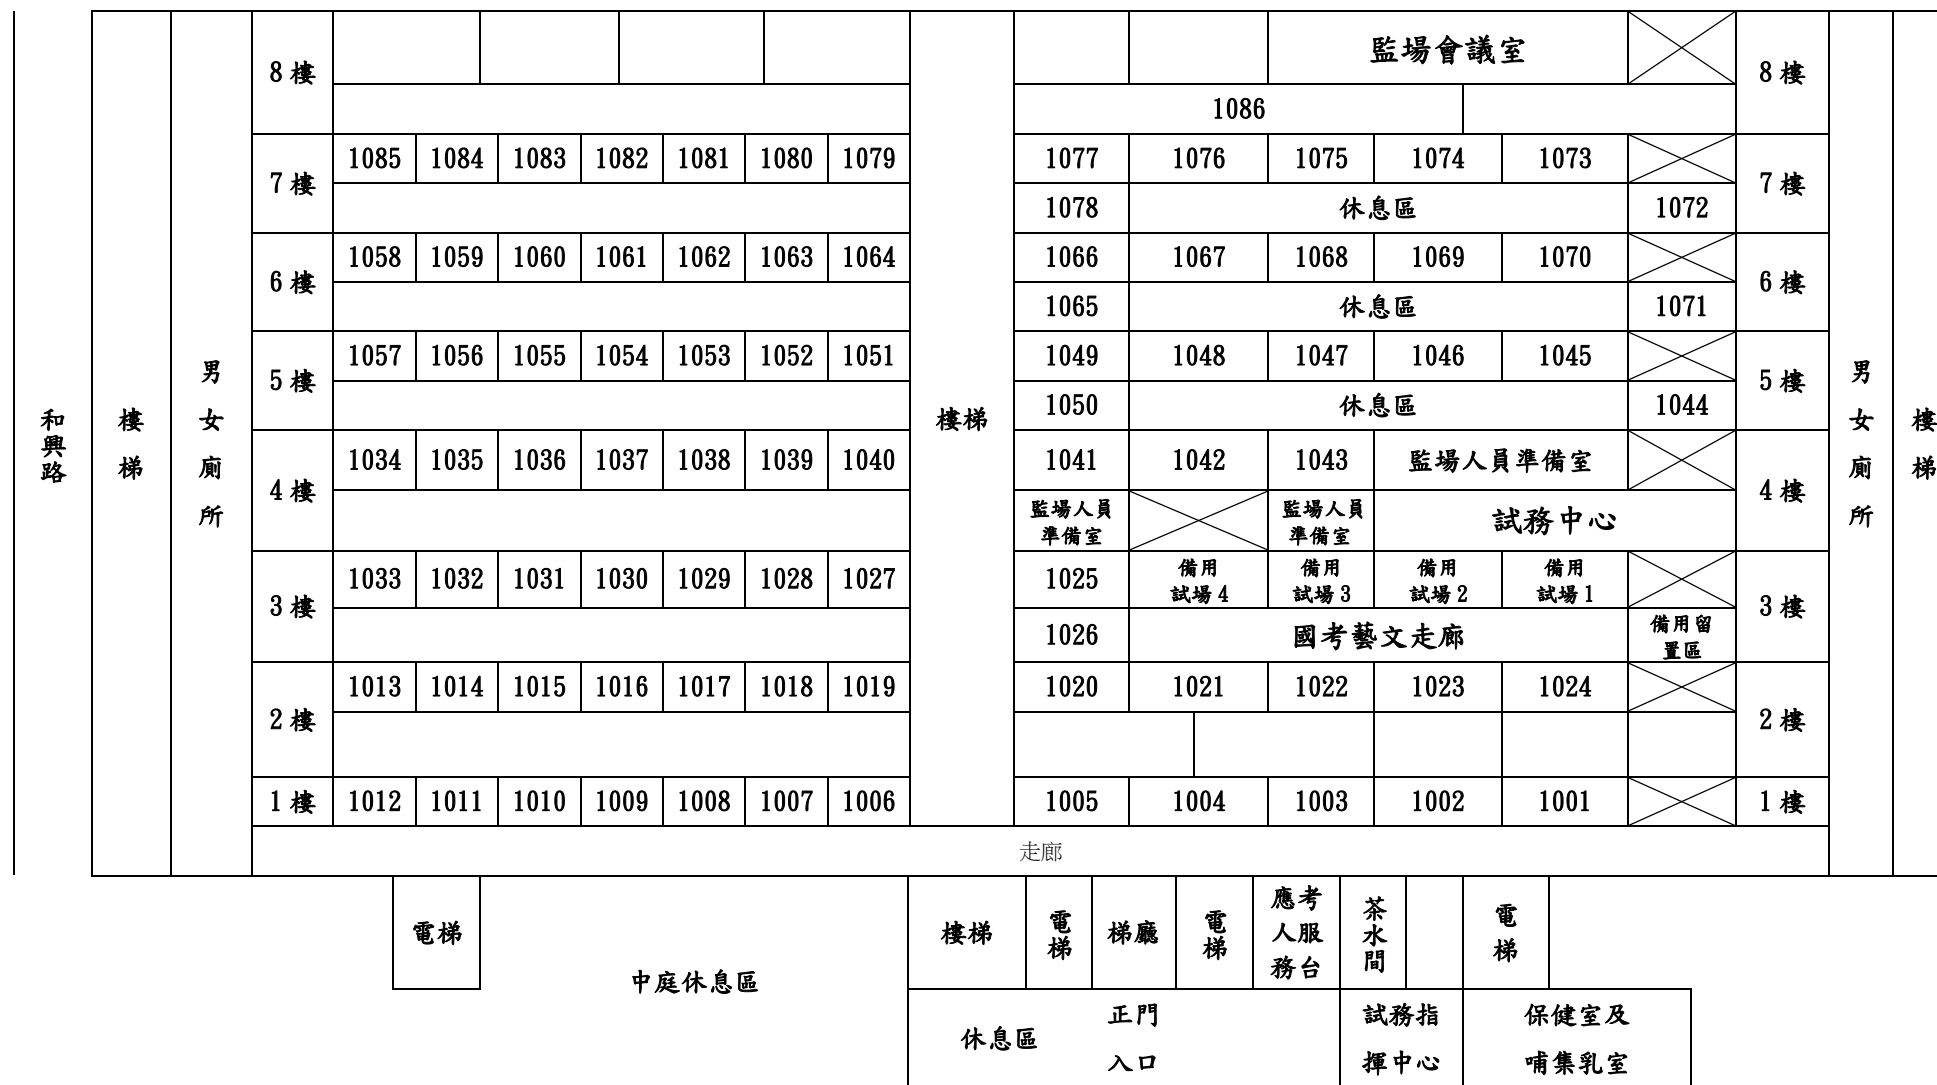 監場會議室
8樓
8樓
1086
1085 1084 1083 1082 1081 1080 1079 1077 1076 1075 1074 1073
7樓
7樓
1078 休息區 1072
1058 1059 1060 1061 1062 1063 1064 1066 1067 1068 1069 1070
6樓
6樓
1065 休息區 1071
1057 1056 1055 1054 1053 1052 1051 1049 1048 1047 1046 1045
5樓
5樓
1050 休息區 1044
和興路
樓梯
男女廁所
樓梯
男女廁所
樓梯
1034 1035 1036 1037 1038 1039 1040 1041 1042 1043 監場人員準備室
4樓
4樓
監場人員
準備室
監場人員
準備室
試務中心
1033 1032 1031 1030 1029 1028 1027 1025
備用
試場4
備用
試場3
備用
試場2
備用
試場1
3樓
3樓
1026 國考藝文走廊
備用留
置區
1013 1014 1015 1016 1017 1018 1019 1020 1021 1022 1023 1024
2樓
2樓
1樓 1012 1011 1010 1009 1008 1007 1006 1005 1004 1003 1002 1001 1樓
走廊
電梯
中庭休息區
樓梯
電梯
梯廳
電梯
應考
人服
務台
茶水間
電梯
休息區
正門
入口
試務指
揮中心
保健室及
哺集乳室